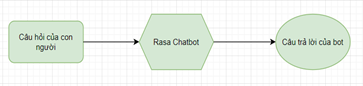 Câu hỏi của con
người
Rasa Chatbot
Câu trả lời của bot